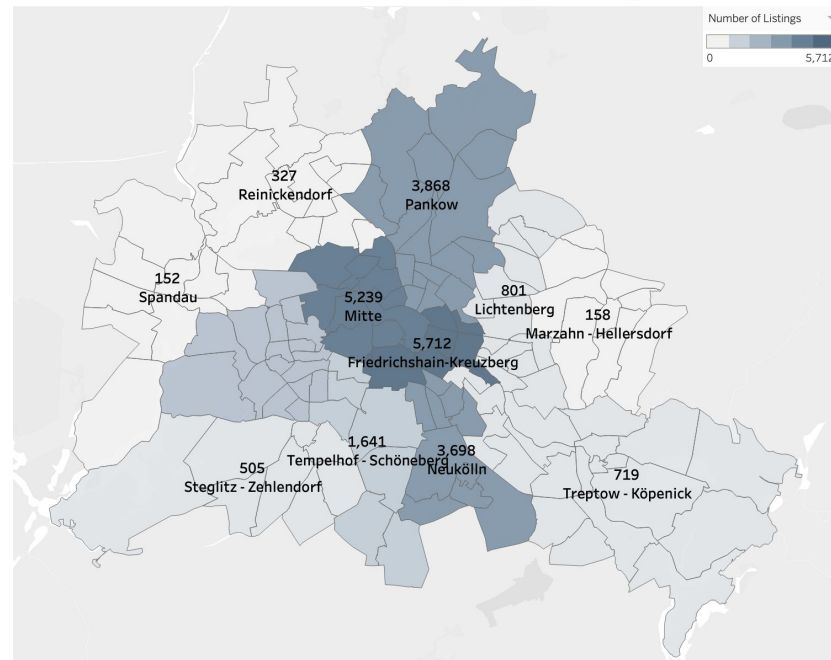 Number of Listings
0 5,712
327
Reinickendorf
3,868
Pankow
152
Spandau
5,239
Mitte
801
Lichtenberg
158
Marzahn - Hellersdorf
5,712
Friedrichshain-Kreuzberg
1,641
Tempelhof - Schöneberg
3,698
Neukölln
505
Steglitz - Zehlendorf
719
Treptow - Köpenick